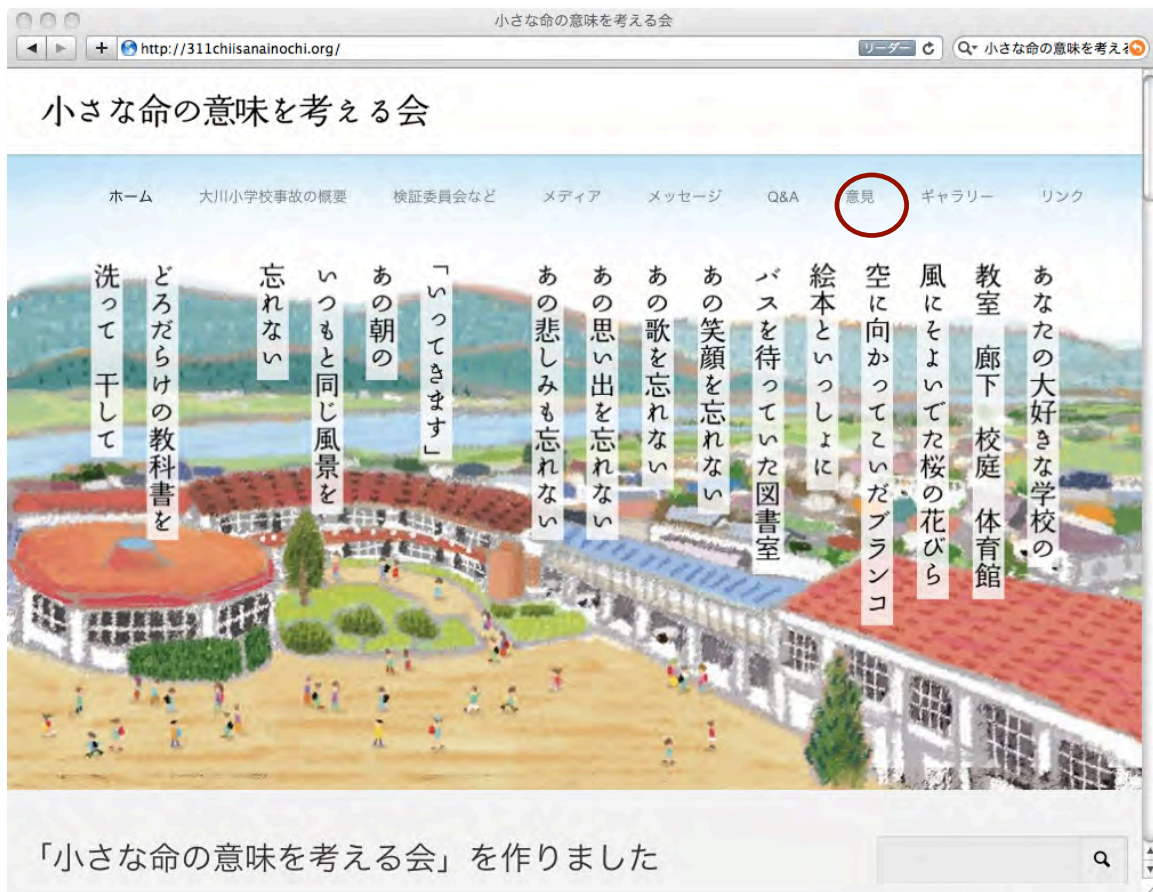 小さな命の意味を考える会
http://311chiisanainochi.org/
リーダー
小さな命の意味を考え
小さな命の意味を考える会
ホーム
大川小学校事故の概要
検証委員会など
メディア
メッセージ
Q&A
意見
ギャラリー
リンク
あなたの大好きな学校の
教室　廊下　校庭　体育館
風にそよいでた桜の花びら
空に向かってこいだブランコ
絵本といっしょに
バスを待っていた図書室
あの笑顔を忘れない
あの歌を忘れない
あの思い出を忘れない
あの悲しみも忘れない
「いってきます」
あの朝の
いつもと同じ風景を
忘れない
どろだらけの教科書を
洗って　干して
「小さな命の意味を考える会」を作りました